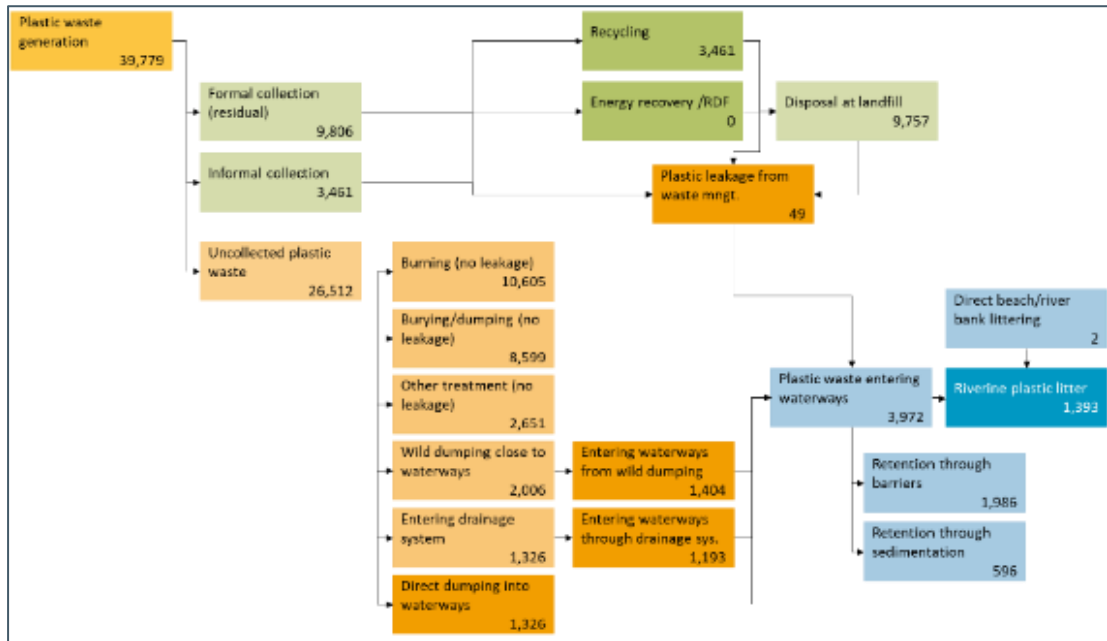 Plastic waste
generation
39,779
Formal collection
(residual)
9,806
Informal collection
3,461
Uncollected plastic
waste
26,512
Recycling
3,461
Energy recovery /RDF
0
Disposal at landfill
9,757
Plastic leakage from
waste mngt.
49
Burning (no leakage)
10,605
Burying/dumping (no
leakage)
8,599
Other treatment (no
leakage)
2,651
Wild dumping close to
waterways
2,006
Entering drainage
system
1,326
Direct dumping into
waterways
1,326
Entering waterways
from wild dumping
1,404
Entering waterways
through drainage sys.
1,193
Direct beach/river
bank littering
2
Plastic waste entering
waterways
3,972
Riverine plastic litter
1,393
Retention through
barriers
1,986
Retention through
sedimentation
596